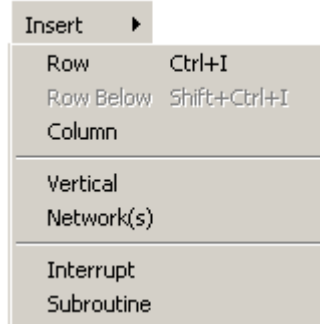 Insert
Row Ctrl+I
Row Below Shift+Ctrl+I
Column
Vertical
Network(s)
Interrupt
Subroutine